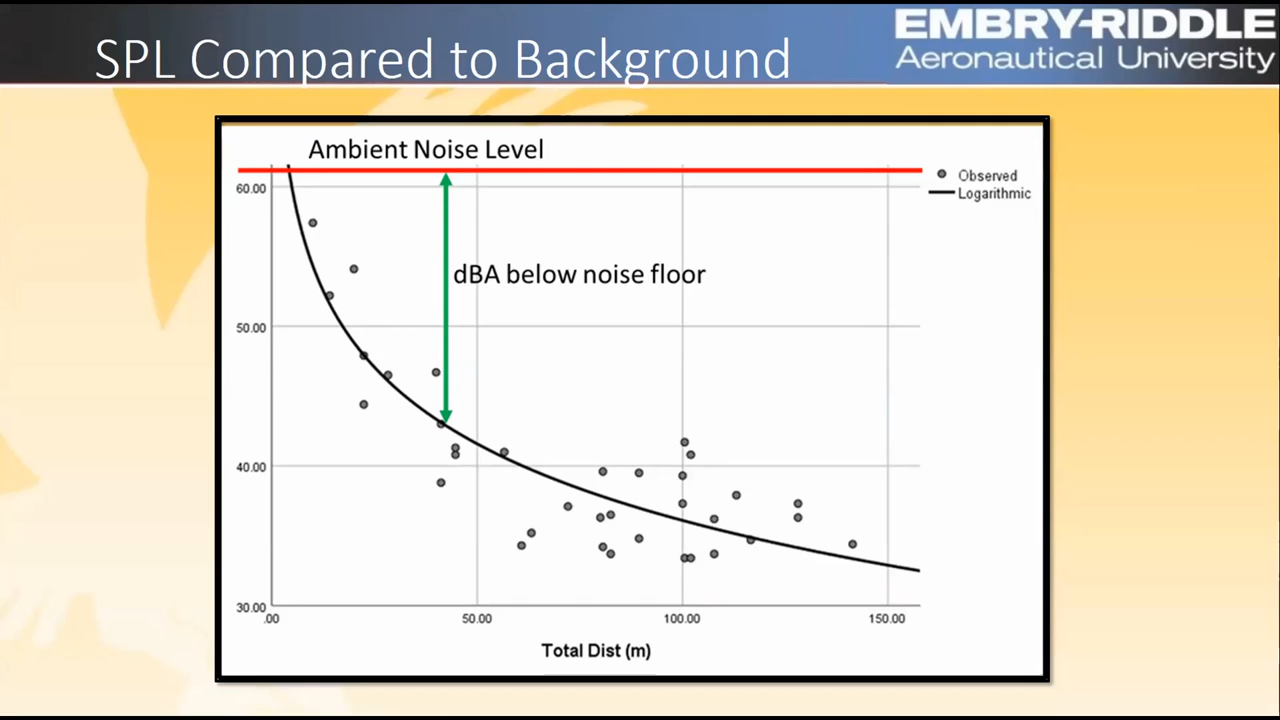 SPL Compared to Background
EMBRY-RIDDLE
Aeronautical University
Ambient Noise Level
60.00
50.00
40.00
30.00
dBA below noise floor
Observed
Logarithmic
.00 50.00 100.00 150.00
Total Dist (m)